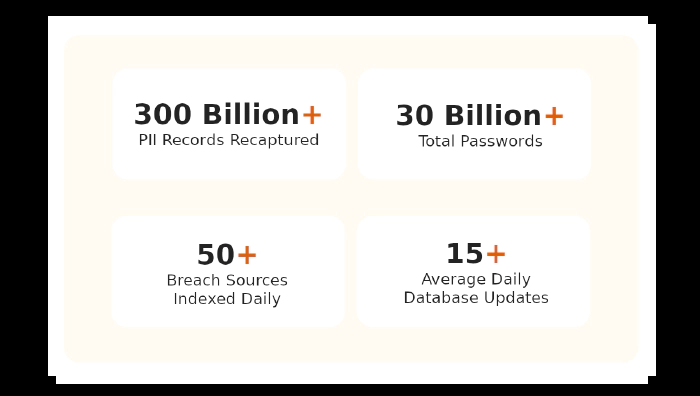 300 Billion+
PII Records Recaptured
30 Billion+
Total Passwords
50+
Breach Sources
Indexed Daily
15+
Average Daily
Database Updates